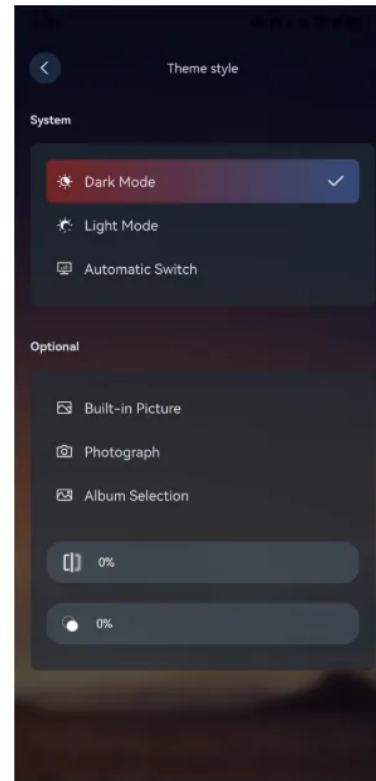 Theme style
System
Dark Mode
Light Mode
Automatic Switch
Optional
Built-in Picture
Photograph
Album Selection
0%
0%